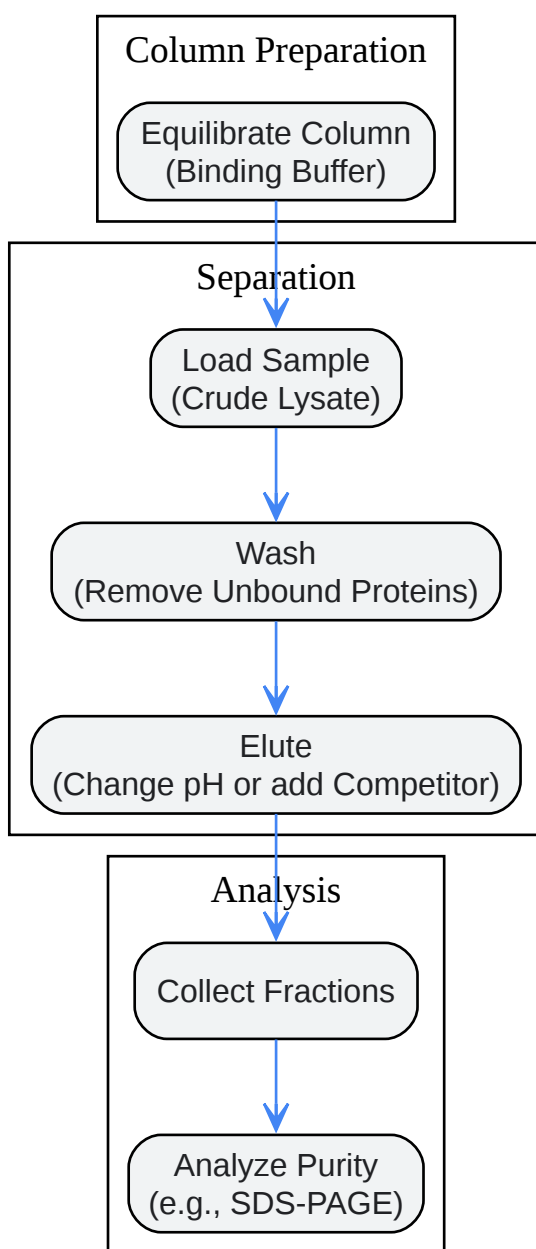 Column Preparation
Equilibrate Column
(Binding Buffer)
Separation
Load Sample
(Crude Lysate)
Wash
(Remove Unbound Proteins)
Elute
(Change pH or add Competitor)
Analysis
Collect Fractions
Analyze Purity
(e.g., SDS-PAGE)